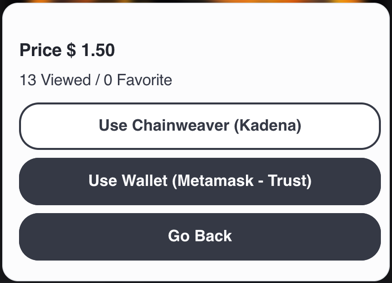 Price $ 1.50
13 Viewed / 0 Favorite
Use Chainweaver (Kadena)
Use Wallet (Metamask - Trust)
Go Back